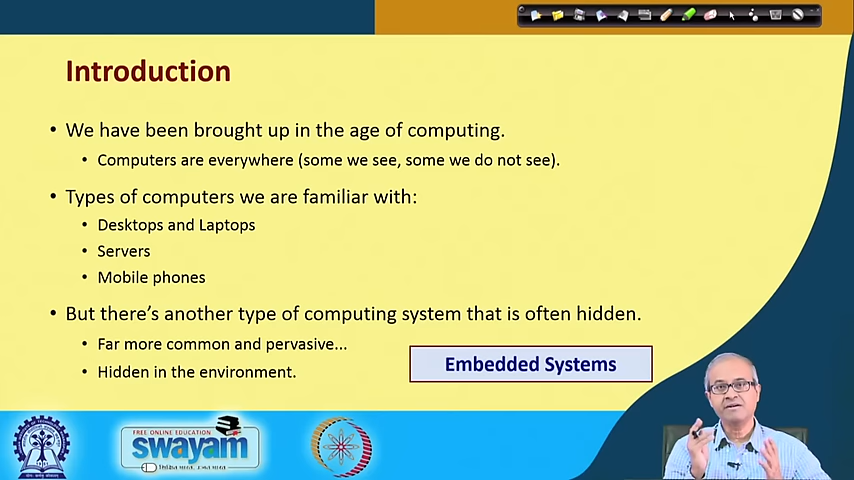 Introduction
• We have been brought up in the age of computing.
• Computers are everywhere (some we see, some we do not see).
• Types of computers we are familiar with:
• Desktops and Laptops
• Servers
• Mobile phones
• But there's another type of computing system that is often hidden.
• Far more common and pervasive...
• Hidden in the environment.
Embedded Systems
FREE ONLINE EDUCATION
swayam